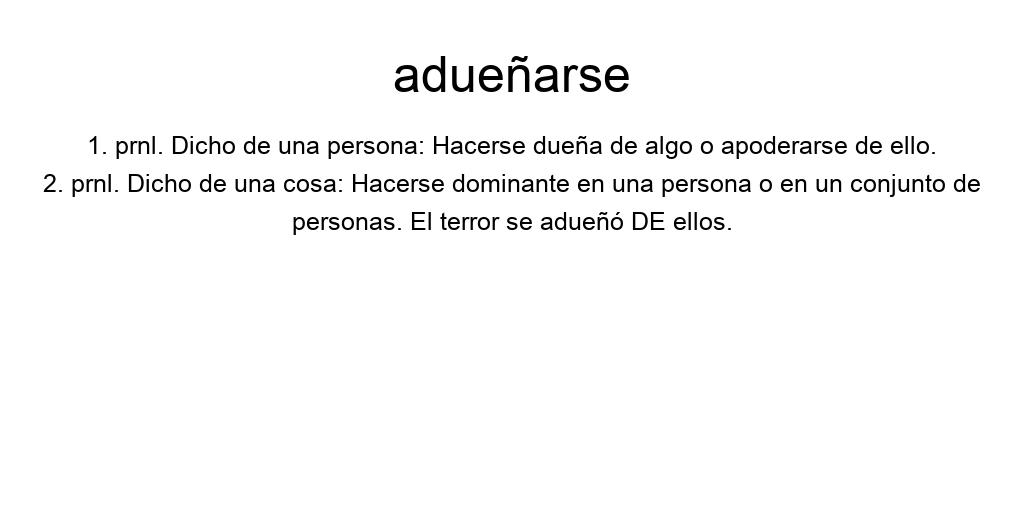 adueñarse
1. prnl. Dicho de una persona: Hacerse dueña de algo o apoderarse de ello.
2. prnl. Dicho de una cosa: Hacerse dominante en una persona o en un conjunto de
personas. El terror se adueñó DE ellos.